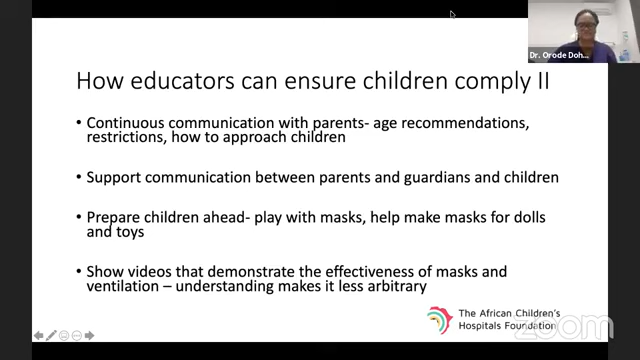 Dr. Orode Doh...
How educators can ensure children comply II
• Continuous communication with parents- age recommendations,
restrictions, how to approach children
• Support communication between parents and guardians and children
• Prepare children ahead- play with masks, help make masks for dolls
and toys
• Show videos that demonstrate the effectiveness of masks and
ventilation – understanding makes it less arbitrary
The African Children's
Hospitals Foundation
zoom